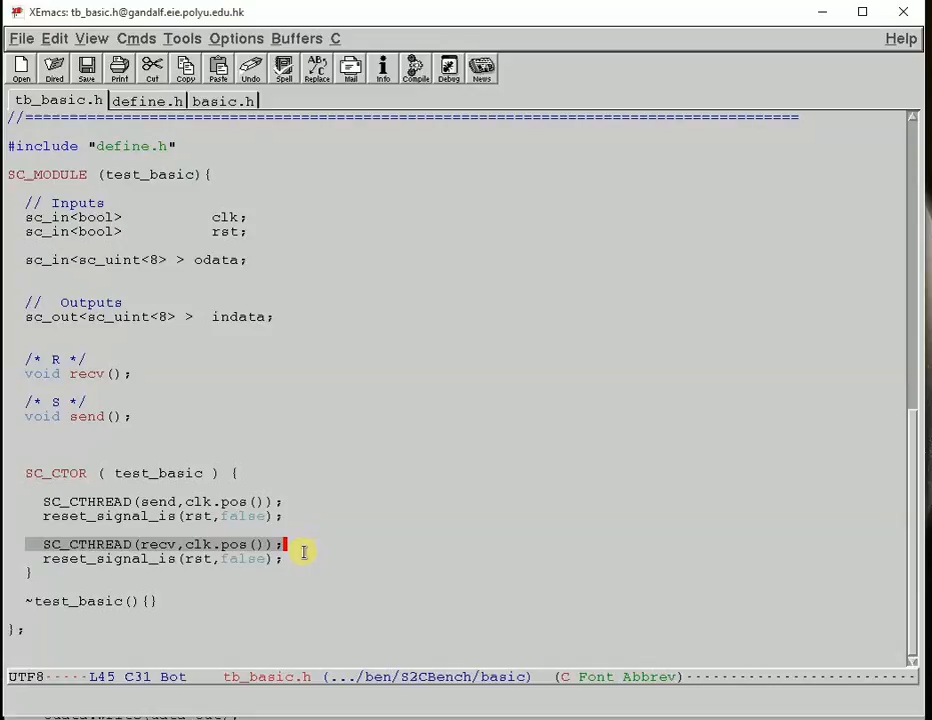 XEmacs: tb_basic.h@gandalf.eie.polyu.edu.hk
File Edit View Cmds Tools Options Buffers C Help
Open Dired Save Print Cut Copy Paste Undo Spell Replace Mail Info Compile Debug News
tb_basic.h define.h basic.h
//=======================================================================================
#include "define.h"
SC_MODULE (test_basic){
// Inputs
sc_in<bool> clk;
sc_in<bool> rst;
sc_in<sc_uint<8> > odata;
// Outputs
sc_out<sc_uint<8> > indata;
/* R */
void recv();
/* S */
void send();
SC_CTOR ( test_basic ) {
SC_CTHREAD(send,clk.pos());
reset_signal_is(rst,false);
SC_CTHREAD(recv,clk.pos());
reset_signal_is(rst,false);
}
~test_basic(){}
};
UTF8-----L45 C31 Bot tb_basic.h (.../ben/S2CBench/basic) (C Font Abbrev)--------------------------